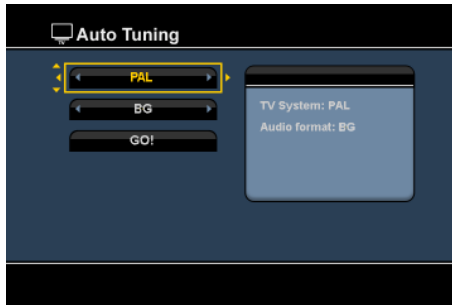 Auto Tuning
PAL
BG
GO!
TV System: PAL
Audio format: BG